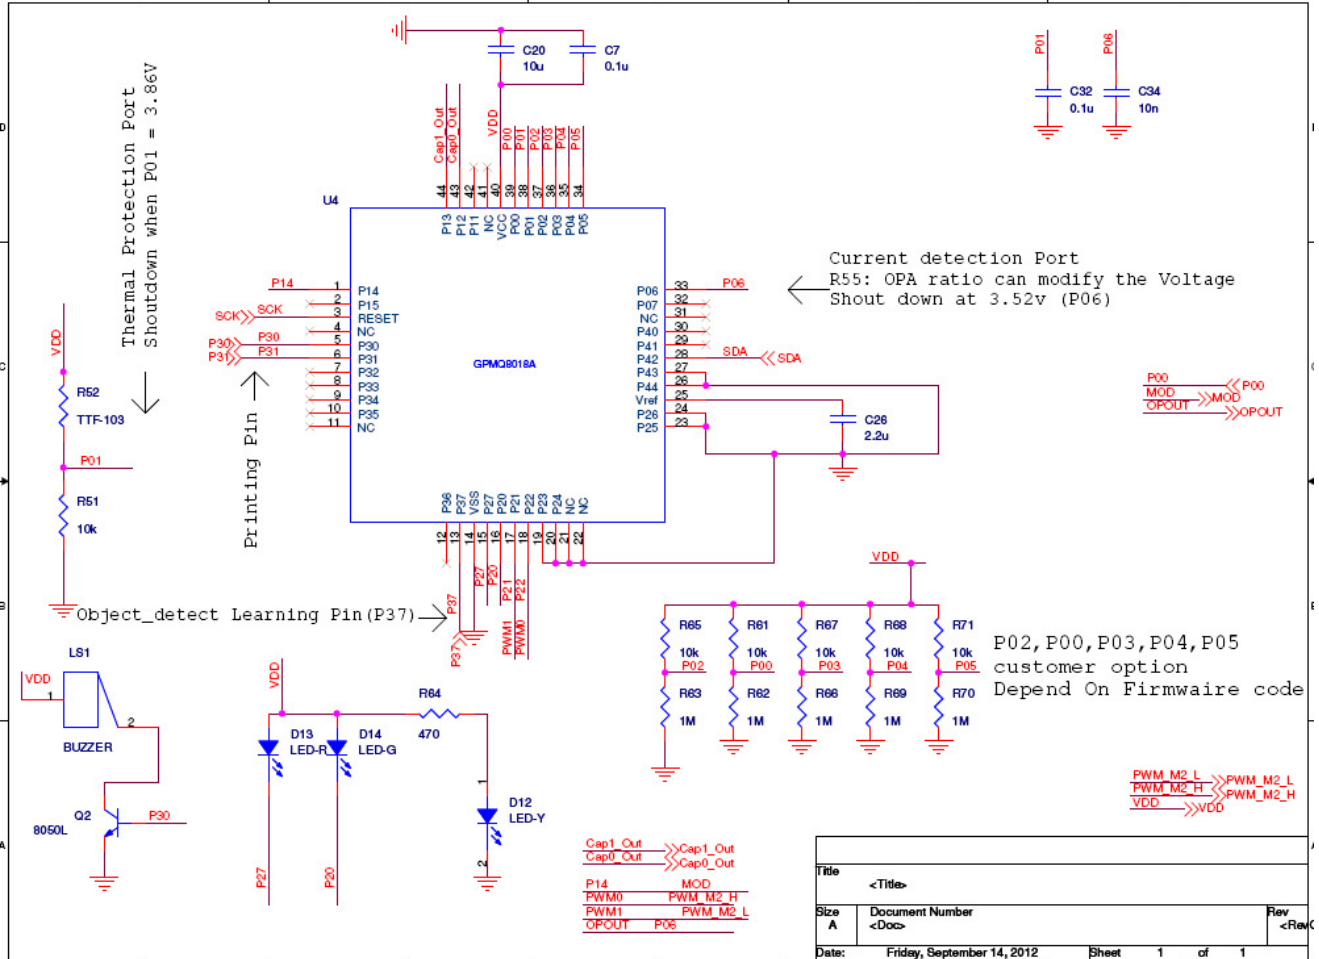 D
C20
10u
C7
0.1u
P01
P06
C32
0.1u
C34
10n
Thermal Protection Port
Shoutdown when P01 = 3.86V
Cap1_Out
Cap0_Out
VDD
P00
P01
P02
P03
P04
P05
44
43
42
41
40
39
38
37
36
35
34
U4
P13
P12
P11
NC
VCC
P00
P01
P02
P03
P04
P05
Current detection Port
R55: OPA ratio can modify the Voltage
Shout down at 3.52v (P06)
P14 1 P14
2 P15
SCK SCK 3 RESET
4 NC
P30 P30 5 P30
P31 P31 6 P31
7 P32
8 P33
9 P34
10 P35
11 NC
GPMQ8018A
P06 33 P06
P07 32
NC 31
P40 30
P41 29
P42 28 SDA SDA
P43 27
P44 26
Vref 25
P26 24
P25 23
C26
2.2u
P00 P00
MOD MOD
OPOUT OPOUT
C
VDD
R52
TTF-103
P01
R51
10k
Printing Pin
P36
P37
VSS
P27
P20
P21
P22
P23
P24
NC
NC
12
13
14
15
16
17
18
19
20
21
22
P37
P37
P27
P20
P21
P22
PWM1
PWM0
B
Object_detect Learning Pin(P37)
VDD
R65
10k
R61
10k
R67
10k
R68
10k
R71
10k
P02
P00
P03
P04
P05
R63
1M
R62
1M
R66
1M
R69
1M
R70
1M
P02,P00,P03,P04,P05
customer option
Depend On Firmwaire code
LS1
VDD
1
2
BUZZER
Q2
8050L
P30
VDD
R64
470
D13
LED-R
D14
LED-G
1
D12
LED-Y
2
P27
P20
A
PWM_M2_L PWM_M2_L
PWM_M2_H PWM_M2_H
VDD VDD
Cap1_Out Cap1_Out
Cap0_Out Cap0_Out
P14 MOD
PWM0 PWM_M2_H
PWM1 PWM_M2_L
OPOUT P06
Title
<Title>
Size Document Number Rev
A <Doc>
Date: Friday, September 14, 2012 Sheet 1 of 1